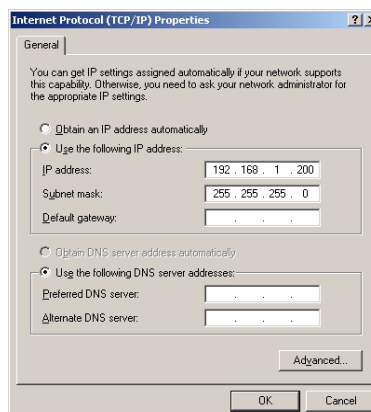 Internet Protocol (TCP/IP) Properties
General
You can get IP settings assigned automatically if your network supports
this capability. Otherwise, you need to ask your network administrator for
the appropriate IP settings.
Obtain an IP address automatically
Use the following IP address:
IP address: 192 . 168 . 1 . 200
Subnet mask: 255 . 255 . 255 . 0
Default gateway: . . .
Obtain DNS server address automatically
Use the following DNS server addresses:
Preferred DNS server: . . .
Alternate DNS server: . . .
Advanced...
OK Cancel